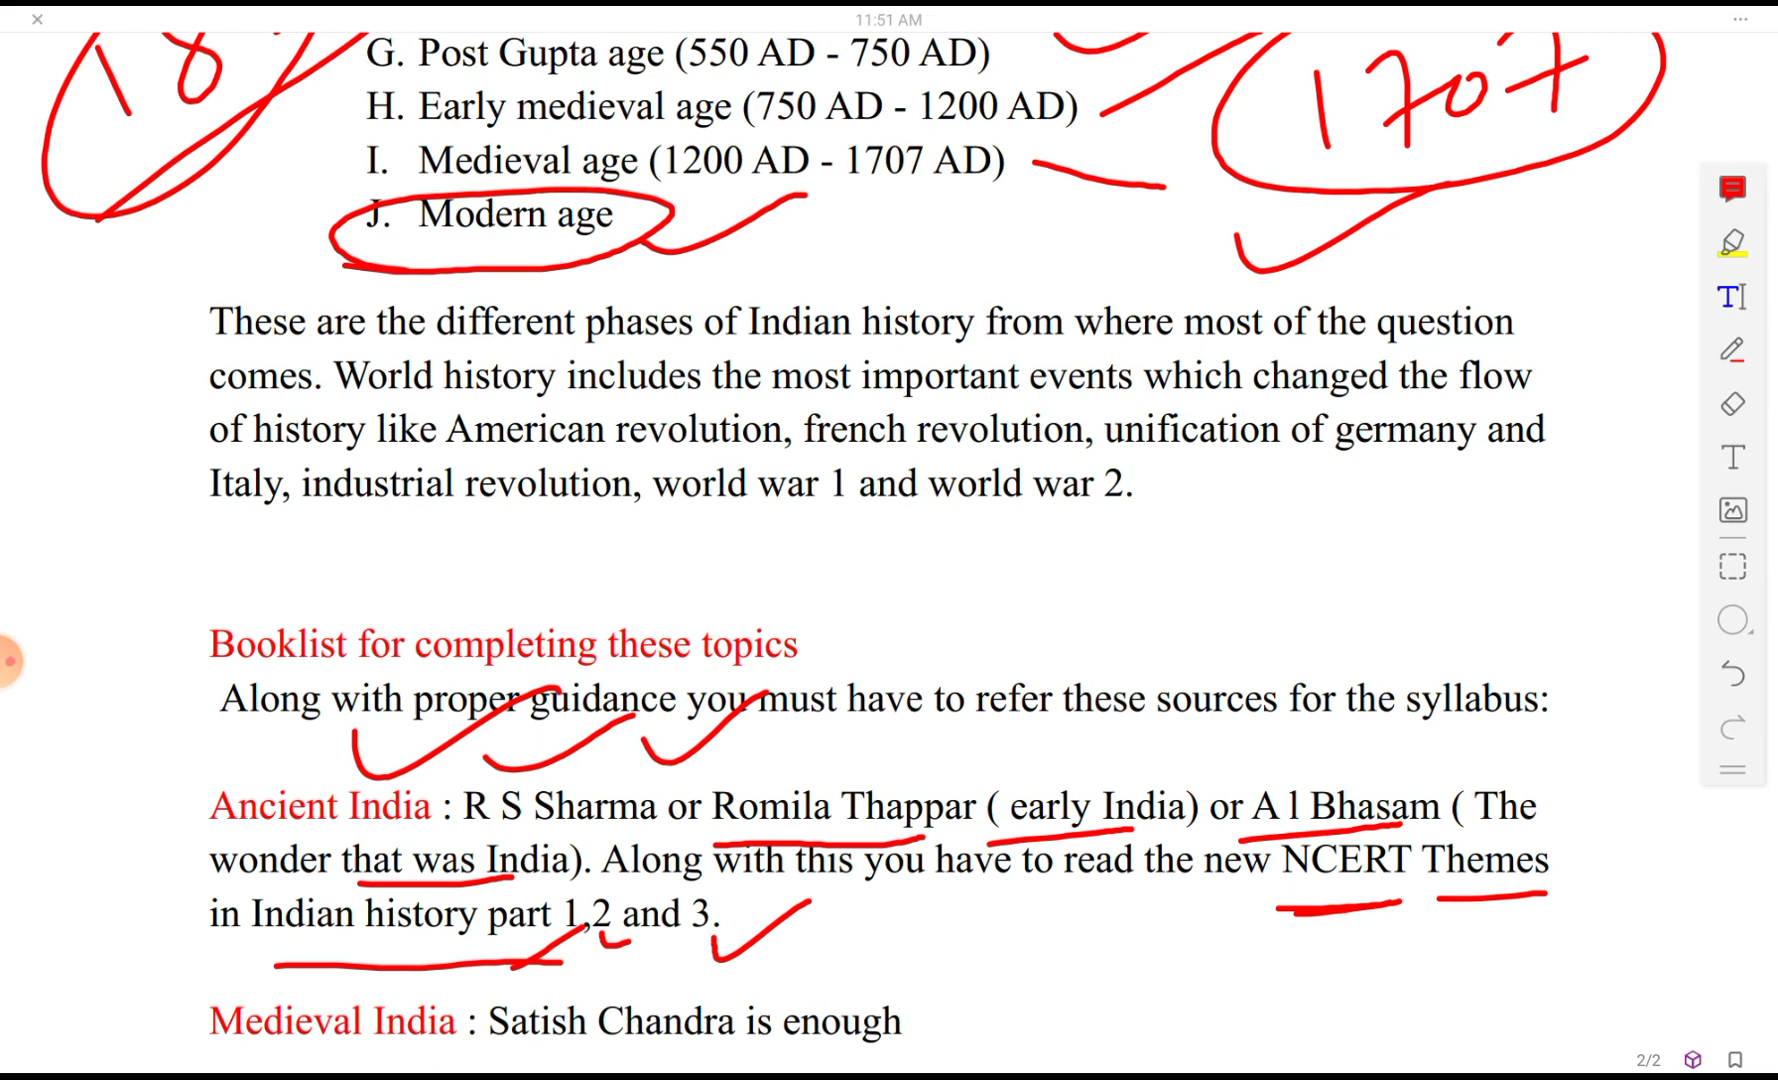 11:51 AM
18
G. Post Gupta age (550 AD - 750 AD)
H. Early medieval age (750 AD - 1200 AD)
1707
I. Medieval age (1200 AD - 1707 AD)
J. Modern age
These are the different phases of Indian history from where most of the question
comes. World history includes the most important events which changed the flow
of history like American revolution, french revolution, unification of germany and
Italy, industrial revolution, world war 1 and world war 2.
Booklist for completing these topics
Along with proper guidance you must have to refer these sources for the syllabus:
Ancient India : R S Sharma or Romila Thappar ( early India) or A l Bhasam ( The
wonder that was India). Along with this you have to read the new NCERT Themes
in Indian history part 1,2 and 3.
Medieval India : Satish Chandra is enough
2/2